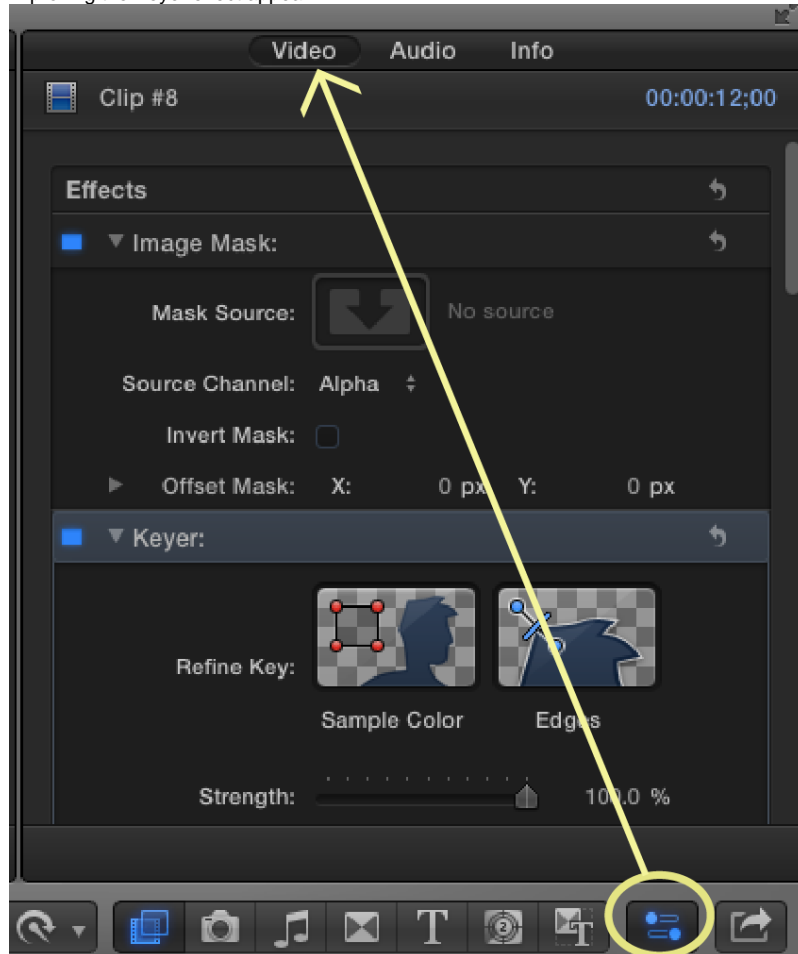 Video Audio Info
Clip #8 00:00:12;00
Effects
Image Mask:
Mask Source: No source
Source Channel: Alpha
Invert Mask:
Offset Mask: X: 0 px Y: 0 px
Keyer:
Refine Key:
Sample Color Edges
Strength: 100.0 %
T 2 T